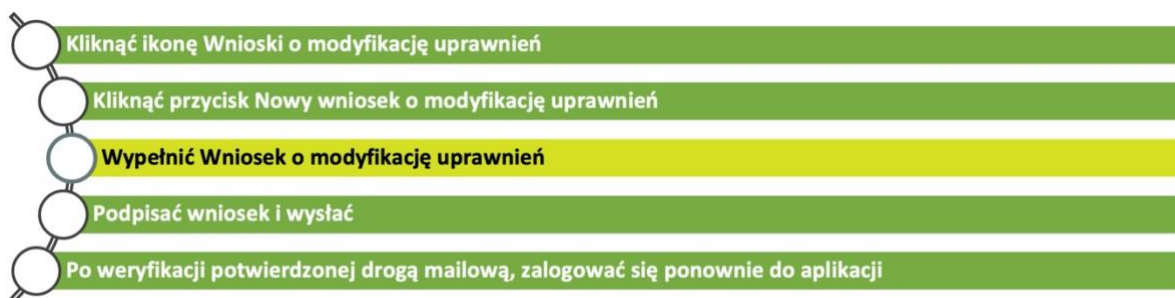 Kliknąć ikonę Wnioski o modyfikację uprawnień
Kliknąć przycisk Nowy wniosek o modyfikację uprawnień
Wypełnić Wniosek o modyfikację uprawnień
Podpisać wniosek i wysłać
Po weryfikacji potwierdzonej drogą mailową, zalogować się ponownie do aplikacji